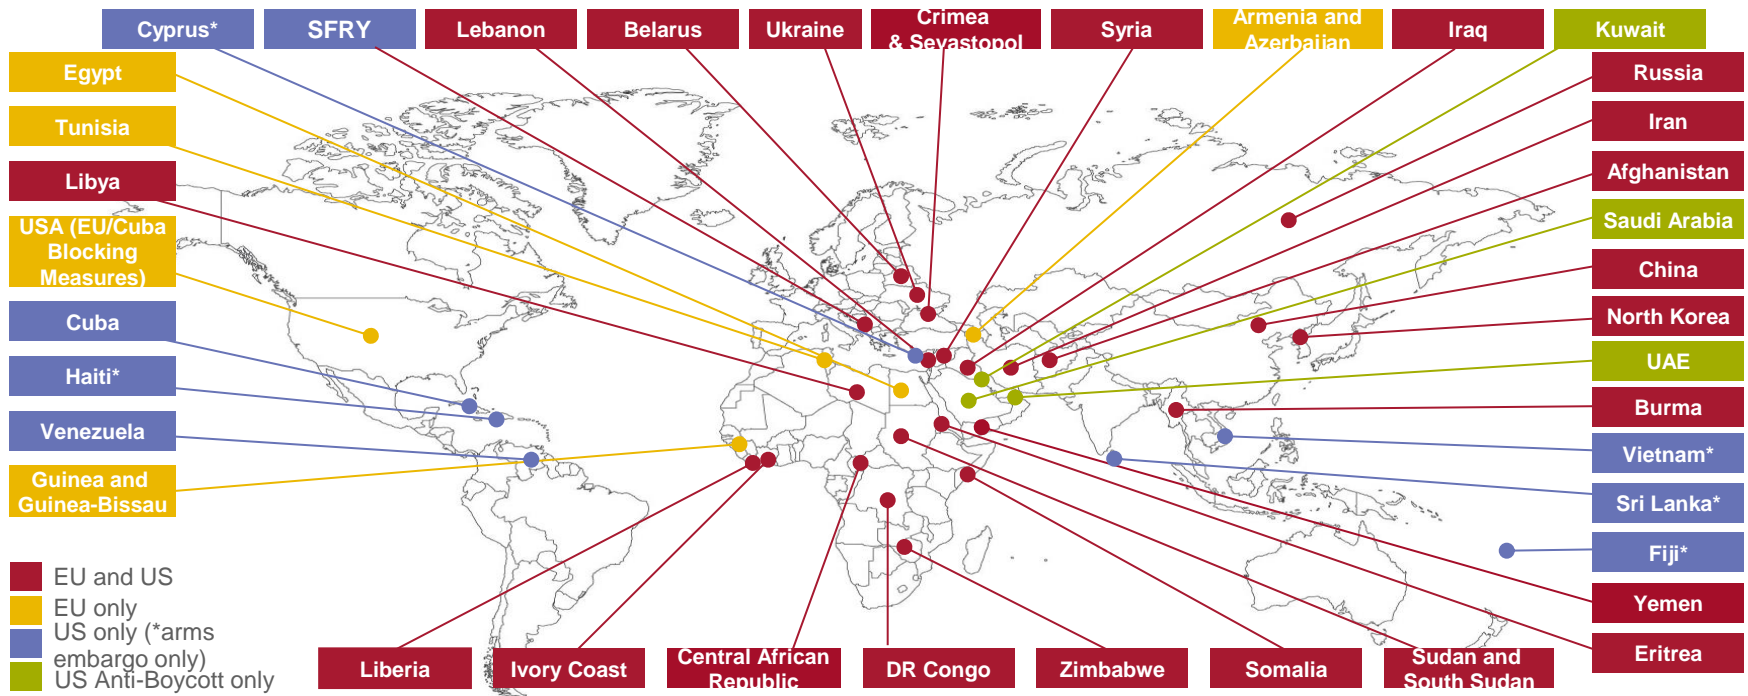 Cyprus*
SFRY
Lebanon
Belarus
Ukraine
Crimea
& Sevastopol
Syria
Armenia and
Azerbaijan
Iraq
Kuwait
Egypt
Tunisia
Libya
USA (EU/Cuba
Blocking
Measures)
Cuba
Haiti*
Venezuela
Guinea and
Guinea-Bissau
Russia
Iran
Afghanistan
Saudi Arabia
China
North Korea
UAE
Burma
Vietnam*
Sri Lanka*
Fiji*
Yemen
Eritrea
EU and US
EU only
US only (*arms
embargo only)
US Anti-Boycott only
Liberia
Ivory Coast
Central African
Republic
DR Congo
Zimbabwe
Somalia
Sudan and
South Sudan